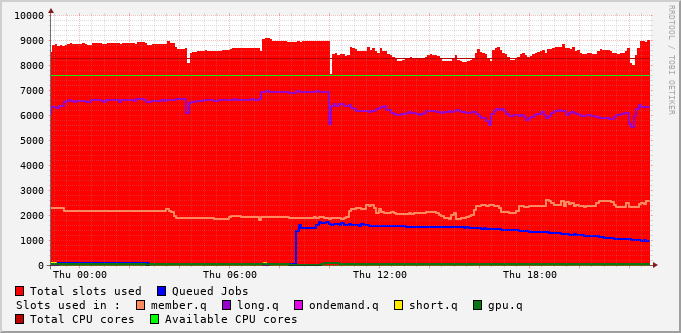 10000
9000
8000
7000
6000
5000
4000
3000
2000
1000
0
Thu 00:00 Thu 06:00 Thu 12:00 Thu 18:00
RRDTOOL / TOBI OETIKER
Total slots used Queued Jobs
Slots used in : member.q long.q ondemand.q short.q gpu.q
Total CPU cores Available CPU cores